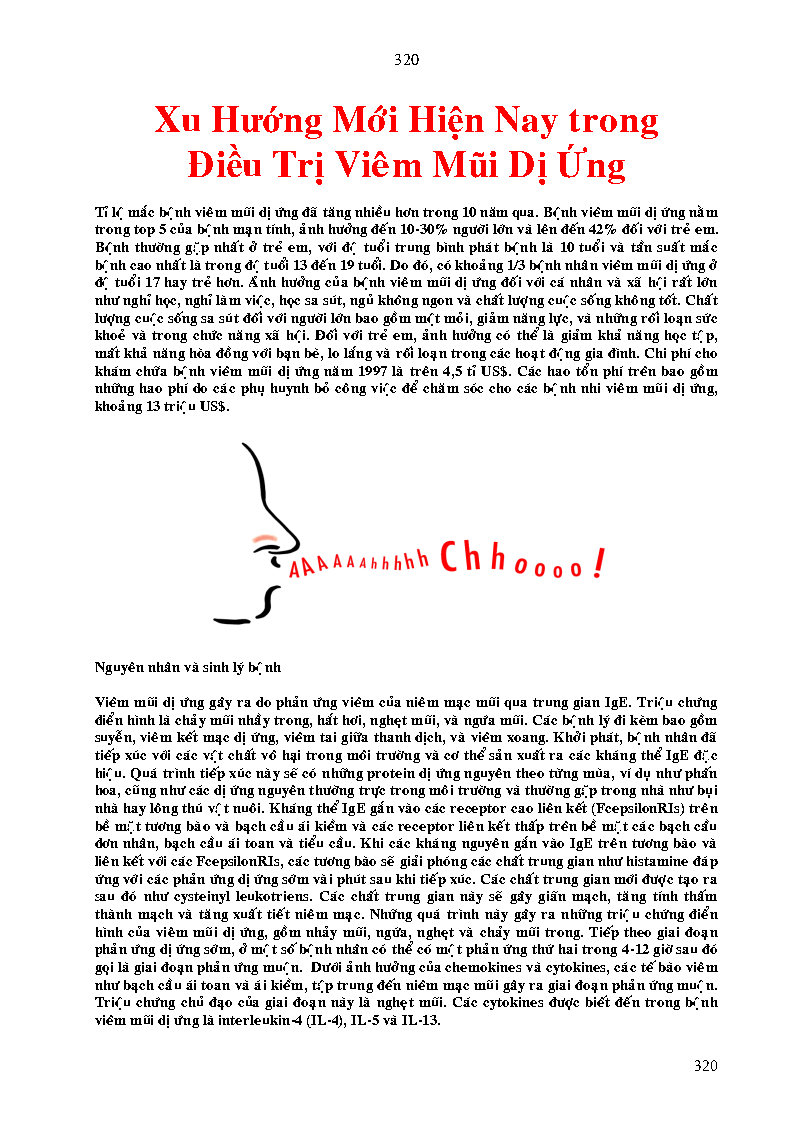 320
Xu Hướng Mới Hiện Nay trong
Điều Trị Viêm Mũi Dị Ứng
Tỉ lệ mắc bệnh viêm mũi dị ứng đã tăng nhiều hơn trong 10 năm qua. Bệnh viêm mũi dị ứng nằm
trong top 5 của bệnh mạn tính, ảnh hưởng đến 10-30% người lớn và lên đến 42% đối với trẻ em.
Bệnh thường gặp nhất ở trẻ em, với độ tuổi trung bình phát bệnh là 10 tuổi và tần suất mắc
bệnh cao nhất là trong độ tuổi 13 đến 19 tuổi. Do đó, có khoảng 1/3 bệnh nhân viêm mũi dị ứng ở
độ tuổi 17 hay trẻ hơn. Ảnh hưởng của bệnh viêm mũi dị ứng đối với cá nhân và xã hội rất lớn
như nghỉ học, nghỉ làm việc, học sa sút, ngủ không ngon và chất lượng cuộc sống không tốt. Chất
lượng cuộc sống sa sút đối với người lớn bao gồm mệt mỏi, giảm năng lực, và những rối loạn sức
khoẻ và trong chức năng xã hội. Đối với trẻ em, ảnh hưởng có thể là giảm khả năng học tập,
mất khả năng hòa đồng với bạn bè, lo lắng và rối loạn trong các hoạt động gia đình. Chi phí cho
khám chữa bệnh viêm mũi dị ứng năm 1997 là trên 4,5 tỉ US$. Các hao tổn phí trên bao gồm
những hao phí do các phụ huynh bỏ công việc để chăm sóc cho các bệnh nhi viêm mũi dị ứng,
khoảng 13 triệu US$.
AAAAAAhhhhh Chhoooo!
Nguyên nhân và sinh lý bệnh
Viêm mũi dị ứng gây ra do phản ứng viêm của niêm mạc mũi qua trung gian IgE. Triệu chứng
điển hình là chảy mũi nhầy trong, hắt hơi, nghẹt mũi, và ngứa mũi. Các bệnh lý đi kèm bao gồm
suyễn, viêm kết mạc dị ứng, viêm tai giữa thanh dịch, và viêm xoang. Khởi phát, bệnh nhân đã
tiếp xúc với các vật chất vô hại trong môi trường và cơ thể sản xuất ra các kháng thể IgE đặc
hiệu. Quá trình tiếp xúc này sẽ có những protein dị ứng nguyên theo từng mùa, ví dụ như phấn
hoa, cũng như các dị ứng nguyên thường trực trong môi trường và thường gặp trong nhà như bụi
nhà hay lông thú vật nuôi. Kháng thể IgE gắn vào các receptor cao liên kết (FcepsilonRIs) trên
bề mặt tương bào và bạch cầu ái kiềm và các receptor liên kết thấp trên bề mặt các bạch cầu
đơn nhân, bạch cầu ái toan và tiểu cầu. Khi các kháng nguyên gắn vào IgE trên tương bào và
liên kết với các FcepsilonRIs, các tương bào sẽ giải phóng các chất trung gian như histamine đáp
ứng với các phản ứng dị ứng sớm vài phút sau khi tiếp xúc. Các chất trung gian mới được tạo ra
sau đó như cysteinyl leukotriens. Các chất trung gian này sẽ gây giãn mạch, tăng tính thấm
thành mạch và tăng xuất tiết niêm mạc. Những quá trình này gây ra những triệu chứng điển
hình của viêm mũi dị ứng, gồm nhảy mũi, ngứa, nghẹt và chảy mũi trong. Tiếp theo giai đoạn
phản ứng dị ứng sớm, ở một số bệnh nhân có thể có một phản ứng thứ hai trong 4-12 giờ sau đó
gọi là giai đoạn phản ứng muộn. Dưới ảnh hưởng của chemokines và cytokines, các tế bào viêm
như bạch cầu ái toan và ái kiềm, tập trung đến niêm mạc mũi gây ra giai đoạn phản ứng muộn.
Triệu chứng chủ đạo của giai đoạn này là nghẹt mũi. Các cytokines được biết đến trong bệnh
viêm mũi dị ứng là interleukin-4 (IL-4), IL-5 và IL-13.
320